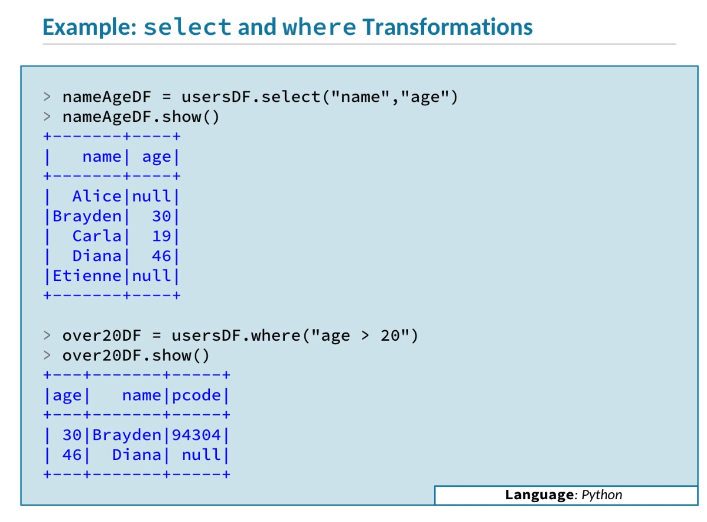 Example: select and where Transformations
> nameAgeDF = usersDF.select("name","age")
> nameAgeDF.show()
+-------+----+
|   name| age|
+-------+----+
|  Alice|null|
|Brayden|  30|
|  Carla|  19|
|  Diana|  46|
|Etienne|null|
+-------+----+
> over20DF = usersDF.where("age > 20")
> over20DF.show()
+---+-------+-----+
|age|   name|pcode|
+---+-------+-----+
| 30|Brayden|94304|
| 46|  Diana| null|
+---+-------+-----+
Language: Python